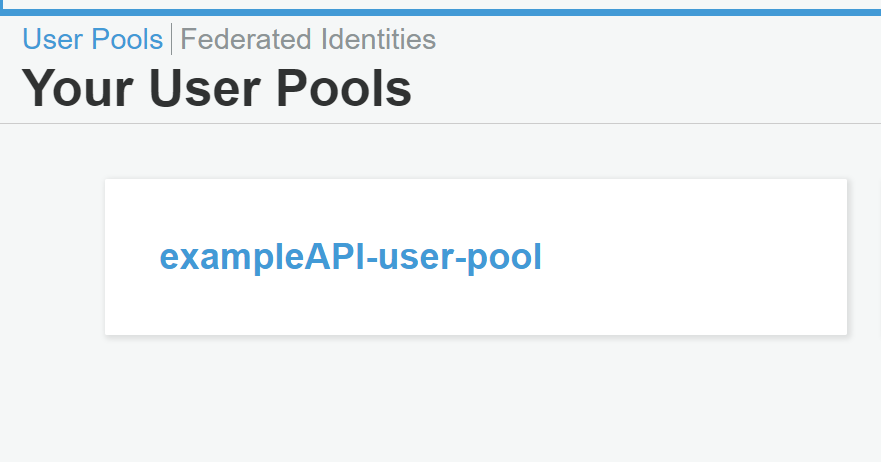 User Pools Federated Identities
Your User Pools
exampleAPI-user-pool